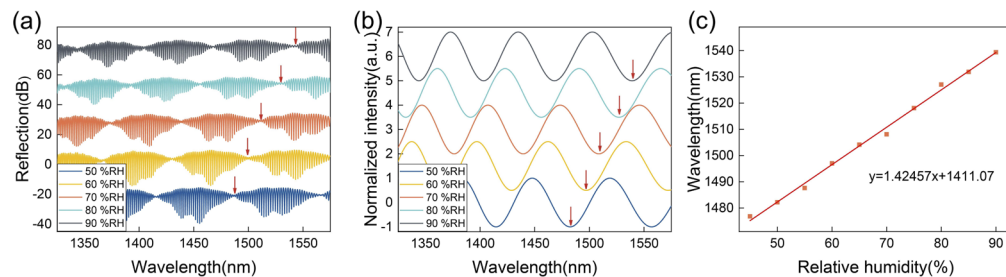 (a)
Reflection(dB)
80
60
40
20
0
-20
-40
50 %RH
60 %RH
70 %RH
80 %RH
90 %RH
1350
1400
1450
1500
1550
Wavelength(nm)
(b)
Normalized intensity(a.u.)
7
6
5
4
3
2
1
0
-1
50 %RH
60 %RH
70 %RH
80 %RH
90 %RH
1350
1400
1450
1500
1550
Wavelength(nm)
(c)
Wavelength(nm)
1540
1530
1520
1510
1500
1490
1480
y=1.42457x+1411.07
50
60
70
80
90
Relative humidity(%)